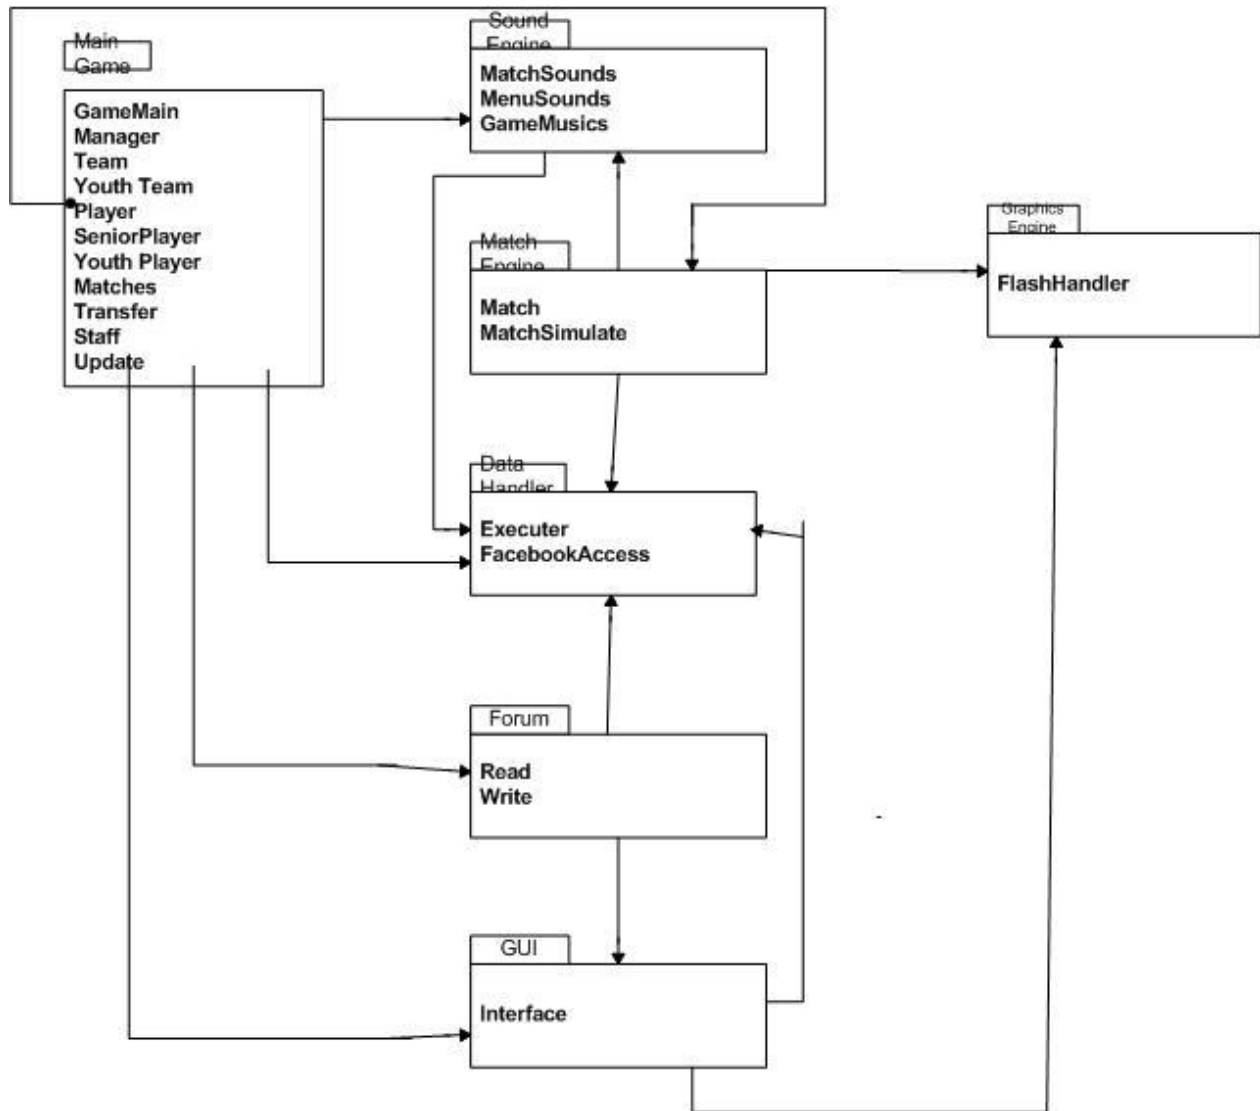 Main
Game
GameMain
Manager
Team
Youth Team
Player
SeniorPlayer
Youth Player
Matches
Transfer
Staff
Update
Sound
Engine
MatchSounds
MenuSounds
GameMusics
Match
Engine
Match
MatchSimulate
Graphics
Engine
FlashHandler
Data
Handler
Executer
FacebookAccess
Forum
Read
Write
GUI
Interface